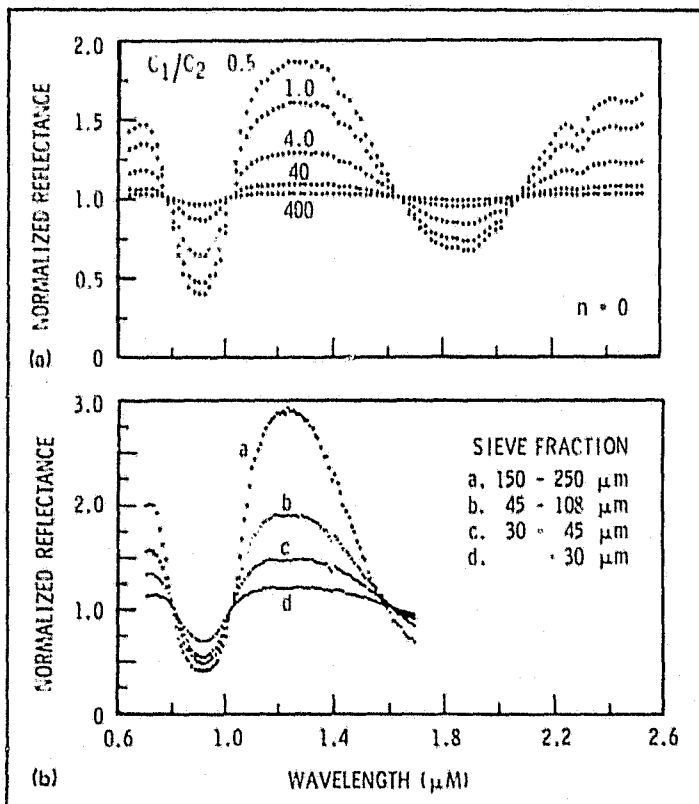 2.0
C₁/C₂ 0.5
1.0
1.5
4.0
40
1.0
400
0.5
n = 0
0
NORMALIZED REFLECTANCE
(a)
3.0
a
SIEVE FRACTION
a. 150 - 250 μm
b. 45 - 108 μm
c. 30 - 45 μm
d. 30 μm
2.0
b
c
1.0
d
0
NORMALIZED REFLECTANCE
0.6 1.0 1.4 1.8 2.2 2.6
(b) WAVELENGTH (μM)